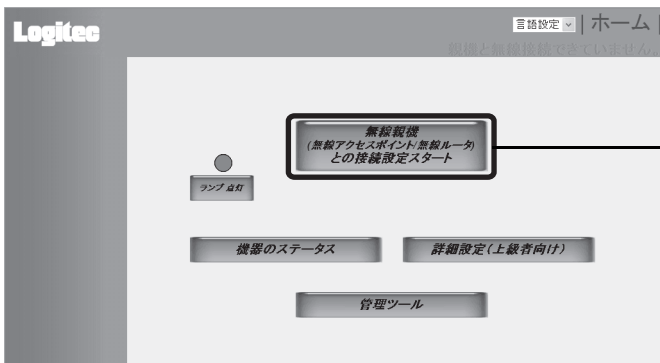 Logitec
言語設定 | ホーム |
親機と無線接続できていません。
無線親機
(無線アクセスポイント/無線ルータ)
との接続設定スタート
ランプ 点灯
機器のステータス
詳細設定(上級者向け)
管理ツール